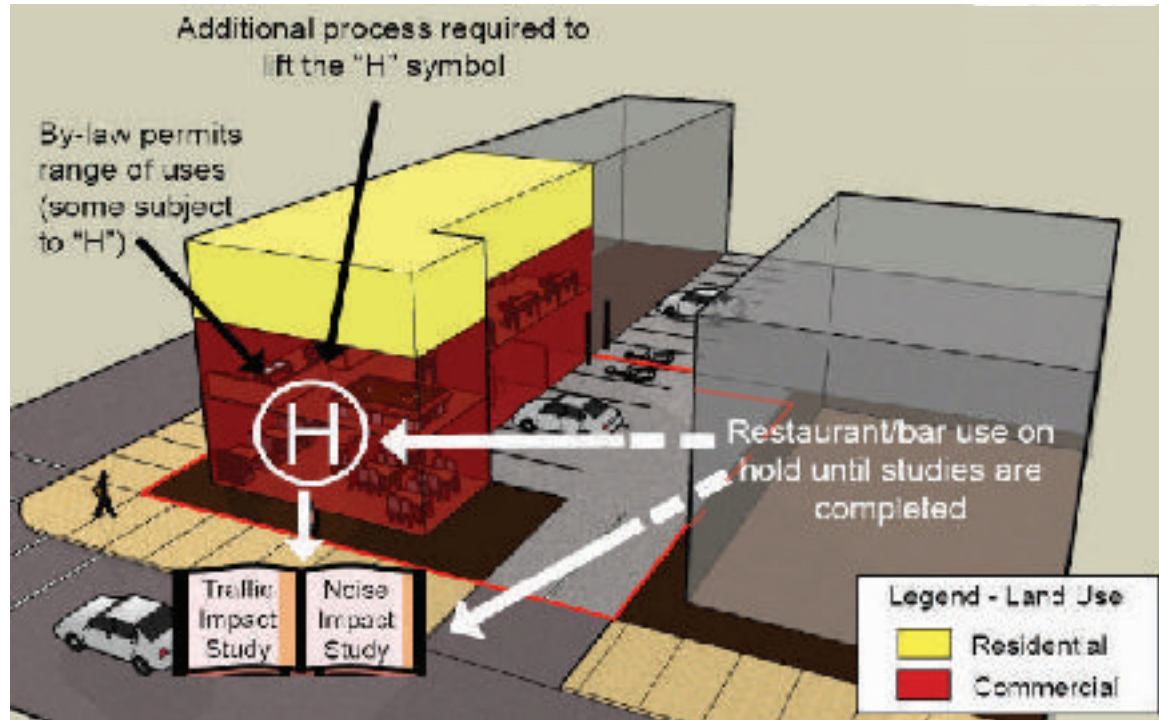 Additional process required to
lift the "H" symbol
By-law permits
range of uses
(some subject
to "H")
H
Restaurant/bar use on
hold until studies are
completed
Traffic
Impact
Study
Noise
Impact
Study
Legend - Land Use
Residential
Commercial